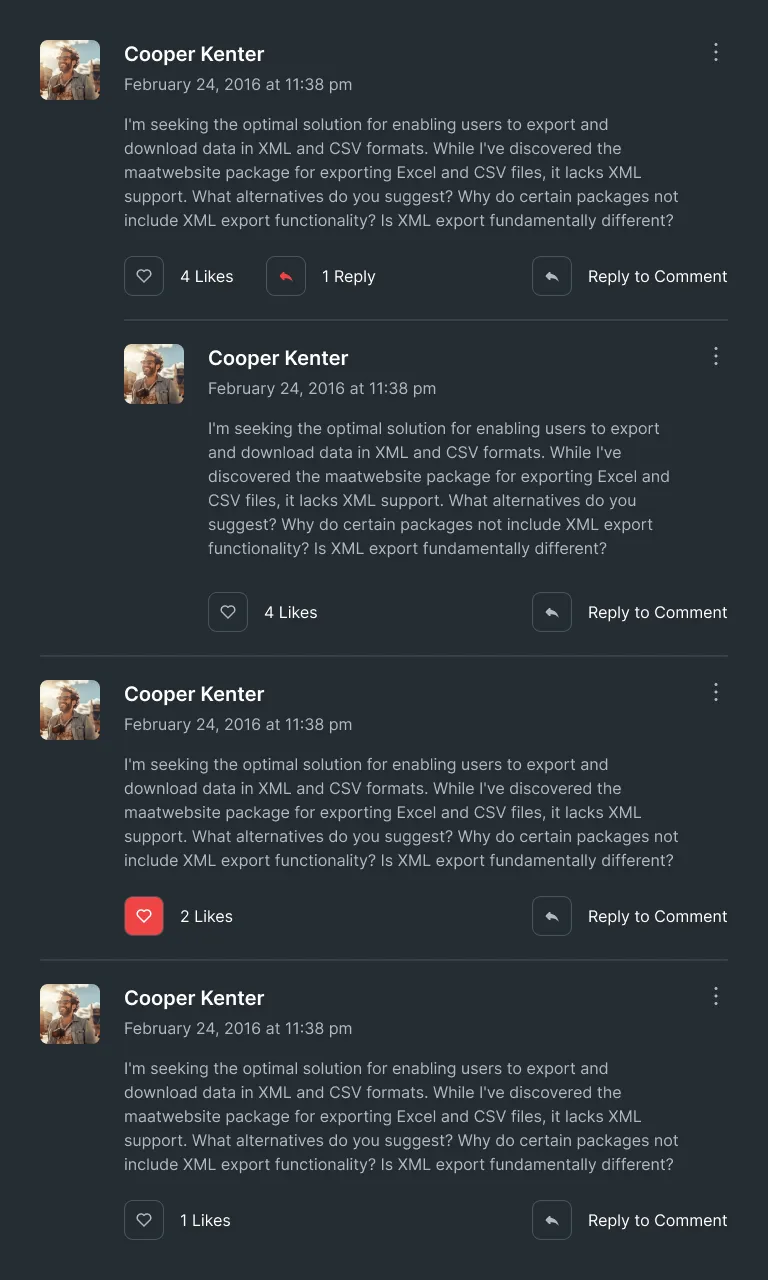 Cooper Kenter
February 24, 2016 at 11:38 pm
I'm seeking the optimal solution for enabling users to export and
download data in XML and CSV formats. While I've discovered the
maatwebsite package for exporting Excel and CSV files, it lacks XML
support. What alternatives do you suggest? Why do certain packages not
include XML export functionality? Is XML export fundamentally different?
4 Likes 1 Reply Reply to Comment
Cooper Kenter
February 24, 2016 at 11:38 pm
I'm seeking the optimal solution for enabling users to export
and download data in XML and CSV formats. While I've
discovered the maatwebsite package for exporting Excel and
CSV files, it lacks XML support. What alternatives do you
suggest? Why do certain packages not include XML export
functionality? Is XML export fundamentally different?
4 Likes Reply to Comment
Cooper Kenter
February 24, 2016 at 11:38 pm
I'm seeking the optimal solution for enabling users to export and
download data in XML and CSV formats. While I've discovered the
maatwebsite package for exporting Excel and CSV files, it lacks XML
support. What alternatives do you suggest? Why do certain packages not
include XML export functionality? Is XML export fundamentally different?
2 Likes Reply to Comment
Cooper Kenter
February 24, 2016 at 11:38 pm
I'm seeking the optimal solution for enabling users to export and
download data in XML and CSV formats. While I've discovered the
maatwebsite package for exporting Excel and CSV files, it lacks XML
support. What alternatives do you suggest? Why do certain packages not
include XML export functionality? Is XML export fundamentally different?
1 Likes Reply to Comment